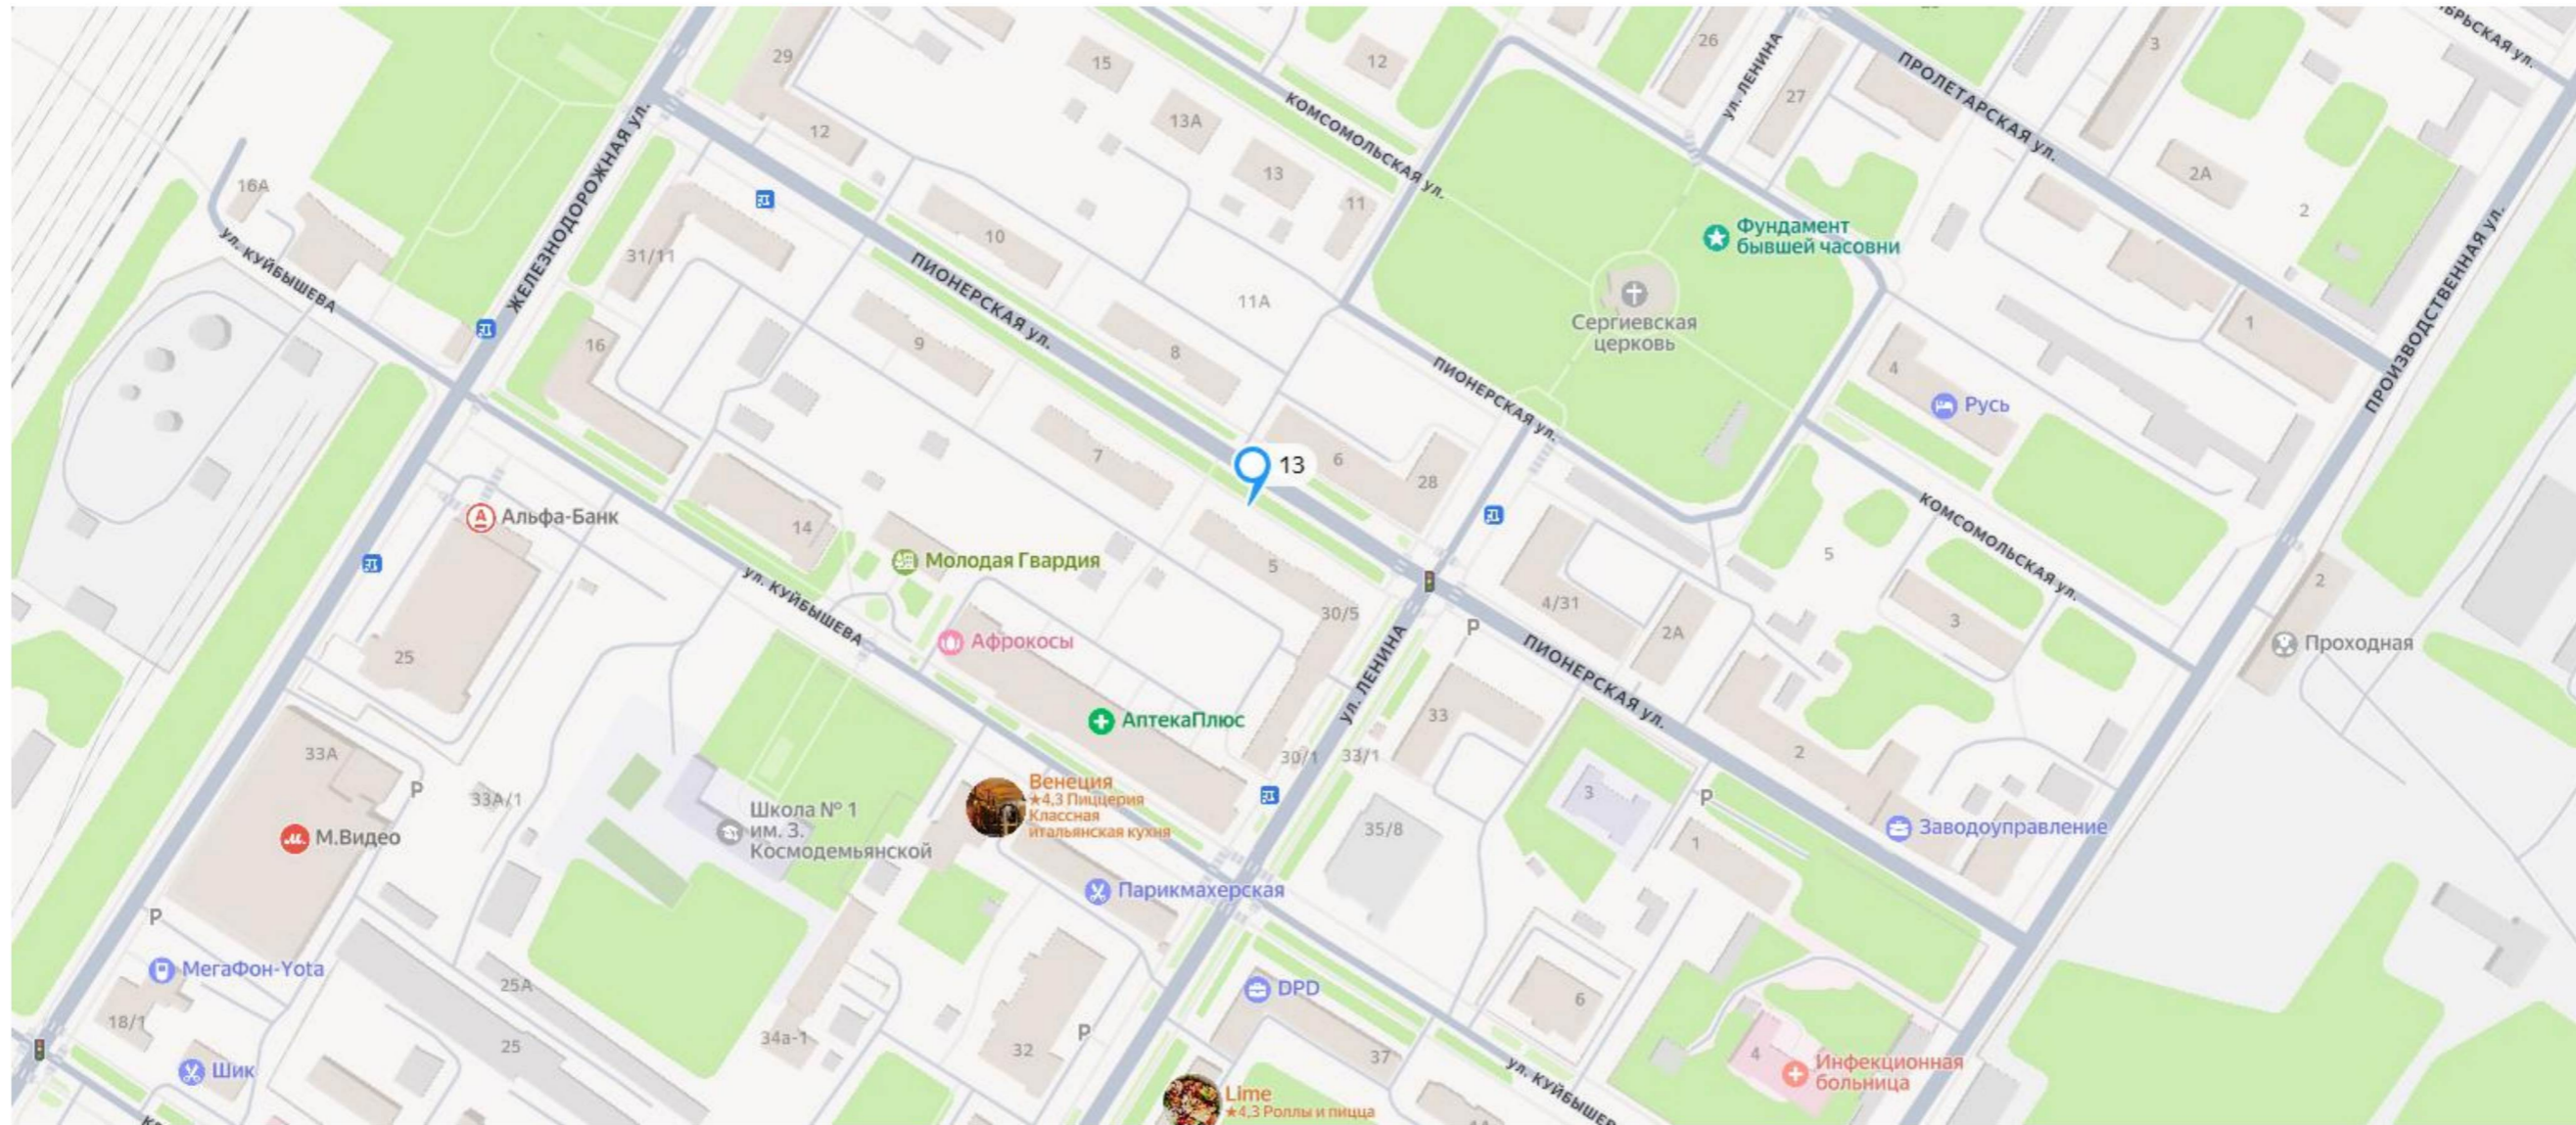 29
15
12
26
УЛ. ЛЕНИНА
27
ПРОЛЕТАРСКАЯ УЛ.
3
12
13А
КОМСОМОЛЬСКАЯ УЛ.
13
11
2А
2
16А
УЛ. КУЙБЫШЕВА
ЖЕЛЕЗНОДОРОЖНАЯ УЛ.
31/11
10
ПИОНЕРСКАЯ УЛ.
11А
Фундамент
бывшей часовни
Сергиевская
церковь
ПРОИЗВОДСТВЕННАЯ УЛ.
1
16
9
8
ПИОНЕРСКАЯ УЛ.
4
Русь
7
13
6
28
КОМСОМОЛЬСКАЯ УЛ.
Альфа-Банк
14
Молодая Гвардия
5
5
2
УЛ. КУЙБЫШЕВА
30/5
4/31
2А
3
Проходная
25
Афрокосы
P
УЛ. ЛЕНИНА
ПИОНЕРСКАЯ УЛ.
АптекаПлюс
33
33А
30/1
33/1
2
P
33А/1
Венеция
★4,3 Пиццерия
Классная
итальянская кухня
3
P
М.Видео
Школа № 1
им. З.
Космодемьянской
35/8
1
Заводоуправление
Парикмахерская
P
МегаФон-Yota
25А
DPD
6
18/1
25
34а-1
P
32
37
4
Инфекционная
больница
Шик
Lime
★4,3 Роллы и пицца